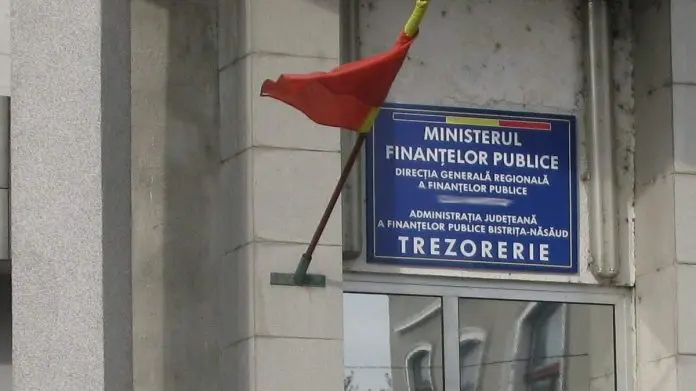 MINISTERUL
FINANȚELOR PUBLICE
DIRECȚIA GENERALĂ REGIONALĂ
A FINANȚELOR PUBLICE
ADMINISTRAȚIA JUDEȚEANĂ
A FINANȚELOR PUBLICE BISTRIȚA-NĂSĂUD
TREZORERIE